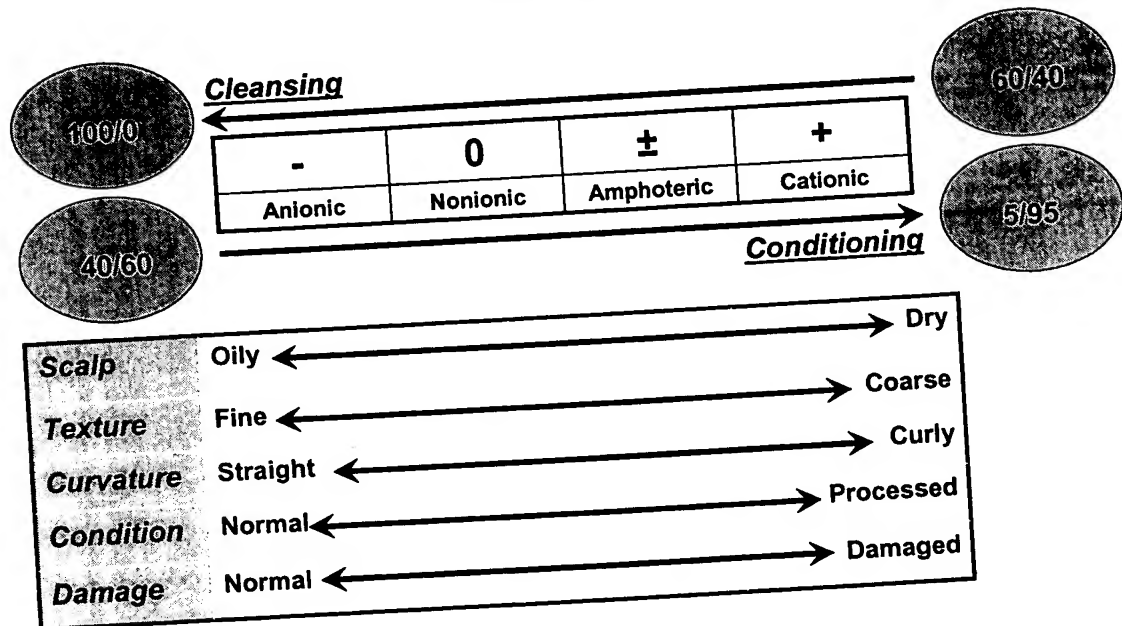 Cleansing
60/40
100/0
- 0 ± +
Anionic Nonionic Amphoteric Cationic
5/95
40/60
Conditioning
Scalp Oily Dry
Texture Fine Coarse
Curvature Straight Curly
Condition Normal Processed
Damage Normal Damaged